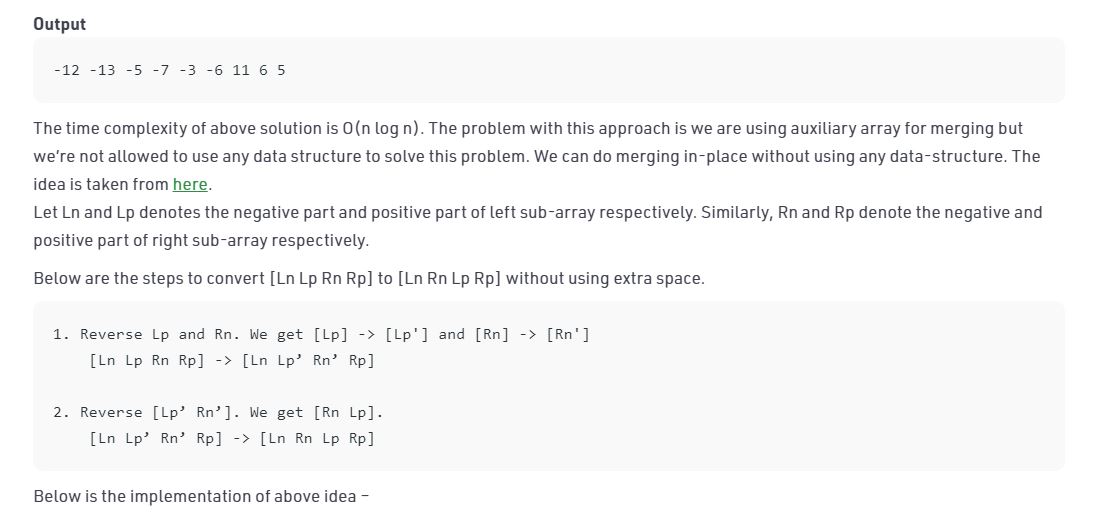 Output
-12 -13 -5 -7 -3 -6 11 6 5
The time complexity of above solution is O(n log n). The problem with this approach is we are using auxiliary array for merging but
we’re not allowed to use any data structure to solve this problem. We can do merging in-place without using any data-structure. The
idea is taken from here.
Let Ln and Lp denotes the negative part and positive part of left sub-array respectively. Similarly, Rn and Rp denote the negative and
positive part of right sub-array respectively.
Below are the steps to convert [Ln Lp Rn Rp] to [Ln Rn Lp Rp] without using extra space.
1. Reverse Lp and Rn. We get [Lp] -> [Lp'] and [Rn] -> [Rn']
[Ln Lp Rn Rp] -> [Ln Lp’ Rn’ Rp]
2. Reverse [Lp’ Rn’]. We get [Rn Lp].
[Ln Lp’ Rn’ Rp] -> [Ln Rn Lp Rp]
Below is the implementation of above idea –